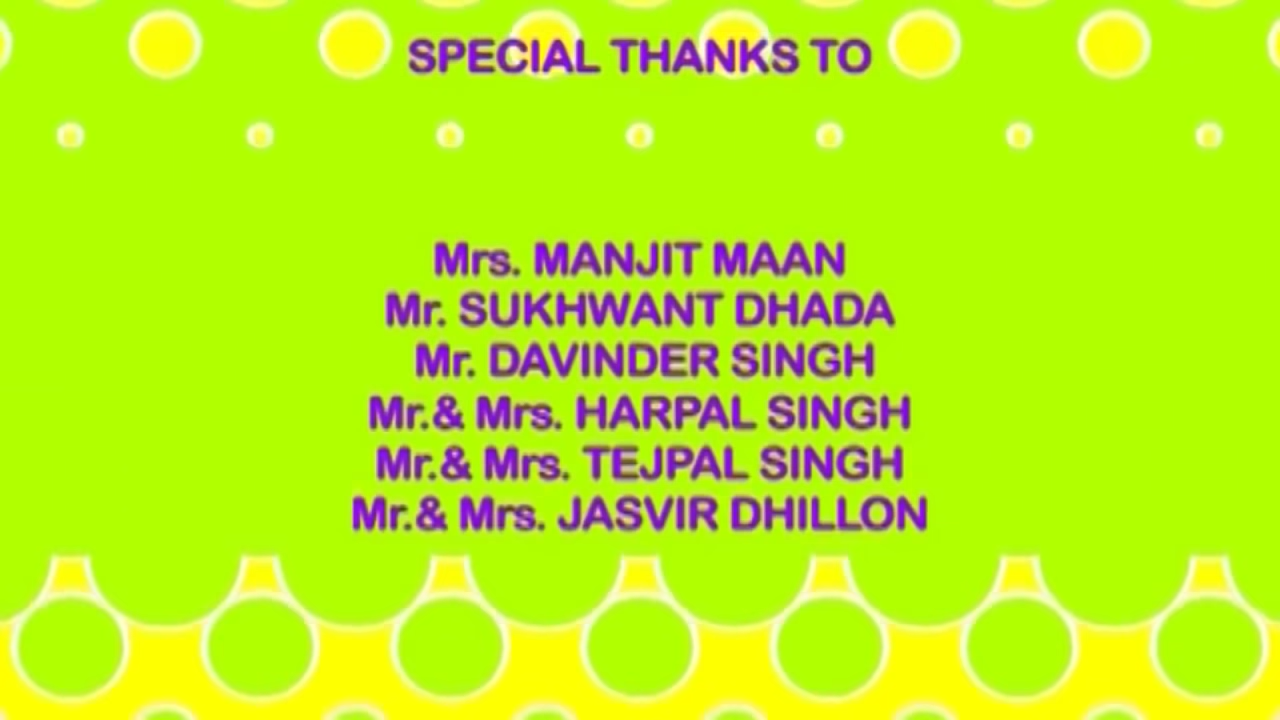 SPECIAL THANKS TO
Mrs. MANJIT MAAN
Mr. SUKHWANT DHADA
Mr. DAVINDER SINGH
Mr.& Mrs. HARPAL SINGH
Mr.& Mrs. TEJPAL SINGH
Mr.& Mrs. JASVIR DHILLON